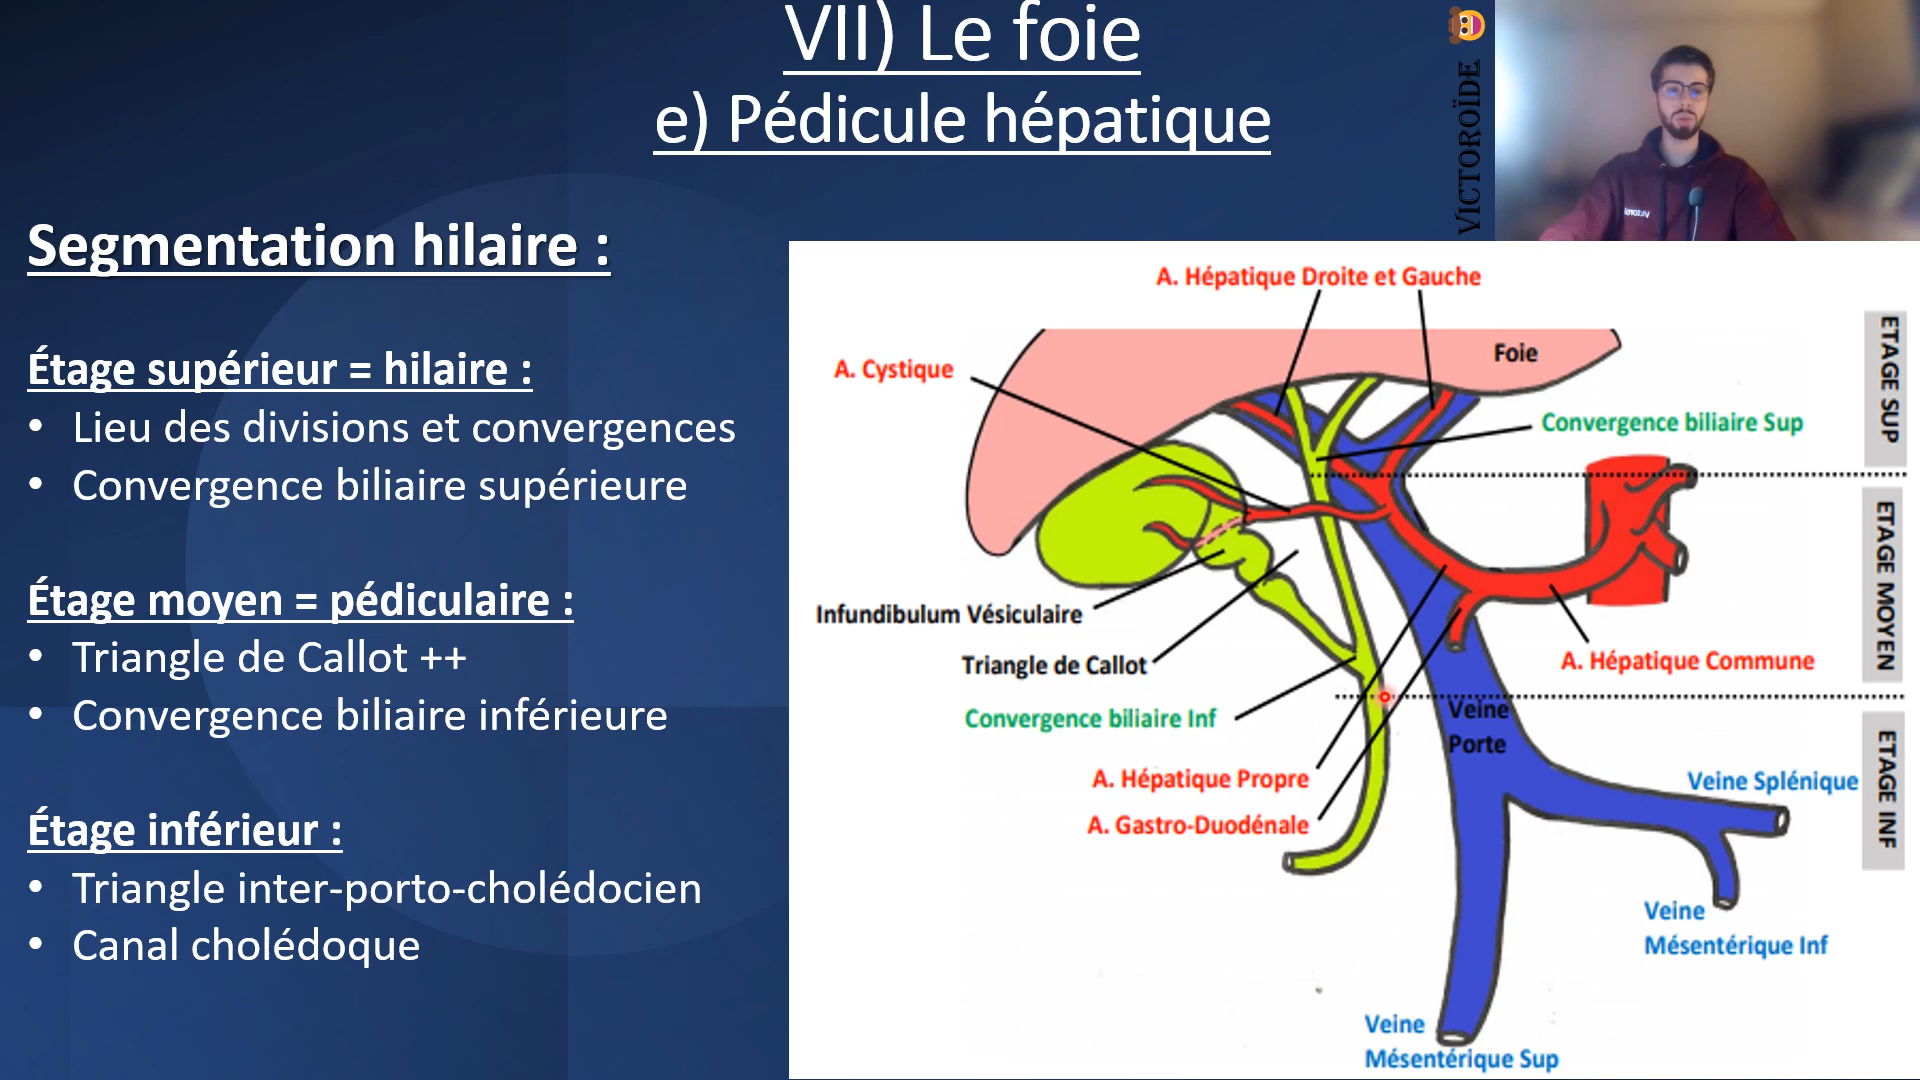 VII) Le foie
e) Pédicule hépatique
VICTOROÏDE
Segmentation hilaire :
Étage supérieur = hilaire :
• Lieu des divisions et convergences
• Convergence biliaire supérieure
Étage moyen = pédiculaire :
• Triangle de Callot ++
• Convergence biliaire inférieure
Étage inférieur :
• Triangle inter-porto-cholédocien
• Canal cholédoque
A. Hépatique Droite et Gauche
Foie
A. Cystique
Convergence biliaire Sup
ETAGE SUP
Infundibulum Vésiculaire
Triangle de Callot
A. Hépatique Commune
ETAGE MOYEN
Convergence biliaire Inf
Veine
Porte
A. Hépatique Propre
A. Gastro-Duodénale
Veine Splénique
ETAGE INF
Veine
Mésentérique Inf
Veine
Mésentérique Sup